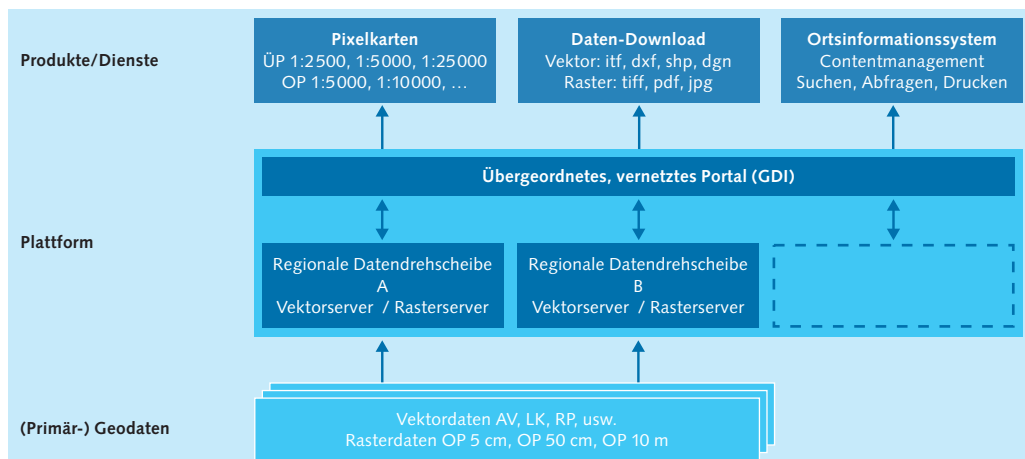 Produkte/Dienste
Pixelkarten
ÜP 1:2500, 1:5000, 1:25000
OP 1:5000, 1:10000, …
Daten-Download
Vektor: itf, dxf, shp, dgn
Raster: tiff, pdf, jpg
Ortsinformationssystem
Contentmanagement
Suchen, Abfragen, Drucken
Plattform
Übergeordnetes, vernetztes Portal (GDI)
Regionale Datendrehscheibe
A
Vektorserver / Rasterserver
Regionale Datendrehscheibe
B
Vektorserver / Rasterserver
(Primär-) Geodaten
Vektordaten AV, LK, RP, usw.
Rasterdaten OP 5 cm, OP 50 cm, OP 10 m